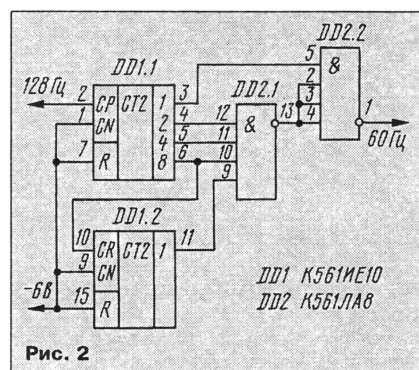 DD2.2
DD1.1
DD2.1
128 Гц
2 CP CT2 1 3
1 CN 2 4
4 5
7 R 8 6
12 & 13
11
10
9
5 & 1
2
3
4
60 Гц
DD1.2
10 CR CT2 1 11
9 CN
15 R
-6В
DD1 К561ИЕ10
DD2 К561ЛА8
Рис. 2